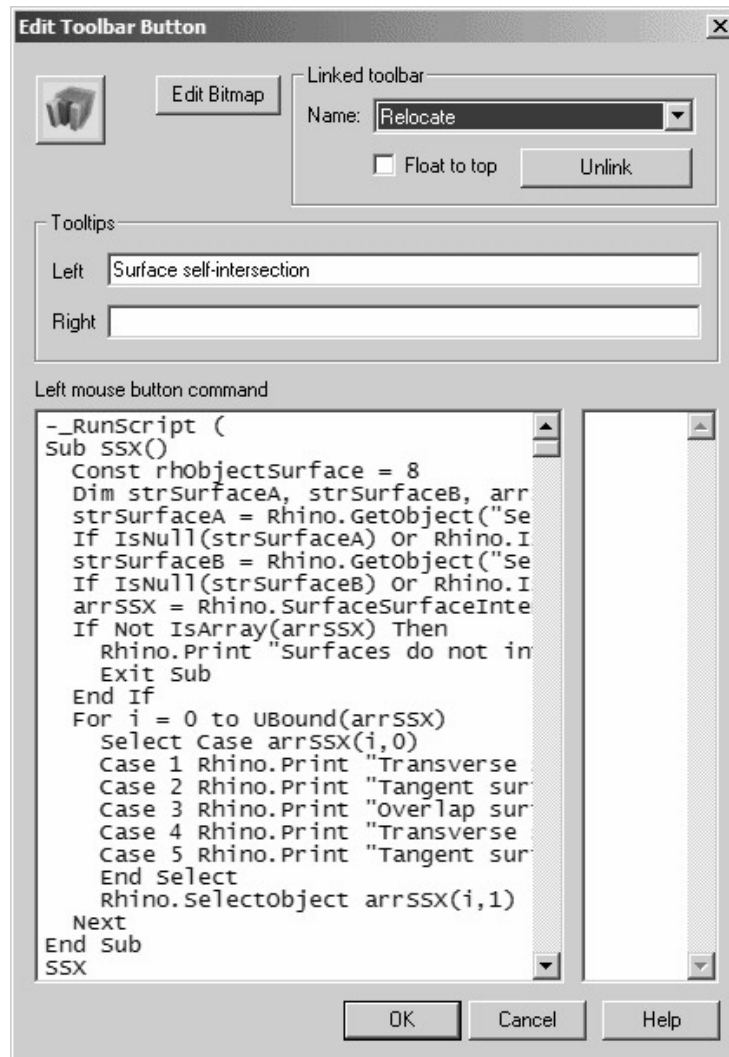 Edit Toolbar Button
Edit Bitmap
Linked toolbar
Name: Relocate
Float to top Unlink
Tooltips
Left Surface self-intersection
Right
Left mouse button command
-_RunScript (
Sub SSX()
Const rhObjectSurface = 8
Dim strSurfaceA, strSurfaceB, arr
strSurfaceA = Rhino.GetObject("Se
If IsNull(strSurfaceA) Or Rhino.I
strSurfaceB = Rhino.GetObject("Se
If IsNull(strSurfaceB) Or Rhino.I
arrSSX = Rhino.SurfaceSurfaceInte
If Not IsArray(arrSSX) Then
Rhino.Print "Surfaces do not in
Exit Sub
End If
For i = 0 to UBound(arrSSX)
Select Case arrSSX(i,0)
Case 1 Rhino.Print "Transverse
Case 2 Rhino.Print "Tangent sur
Case 3 Rhino.Print "Overlap sur
Case 4 Rhino.Print "Transverse
Case 5 Rhino.Print "Tangent sur
End Select
Rhino.SelectObject arrSSX(i,1)
Next
End Sub
SSX
OK Cancel Help